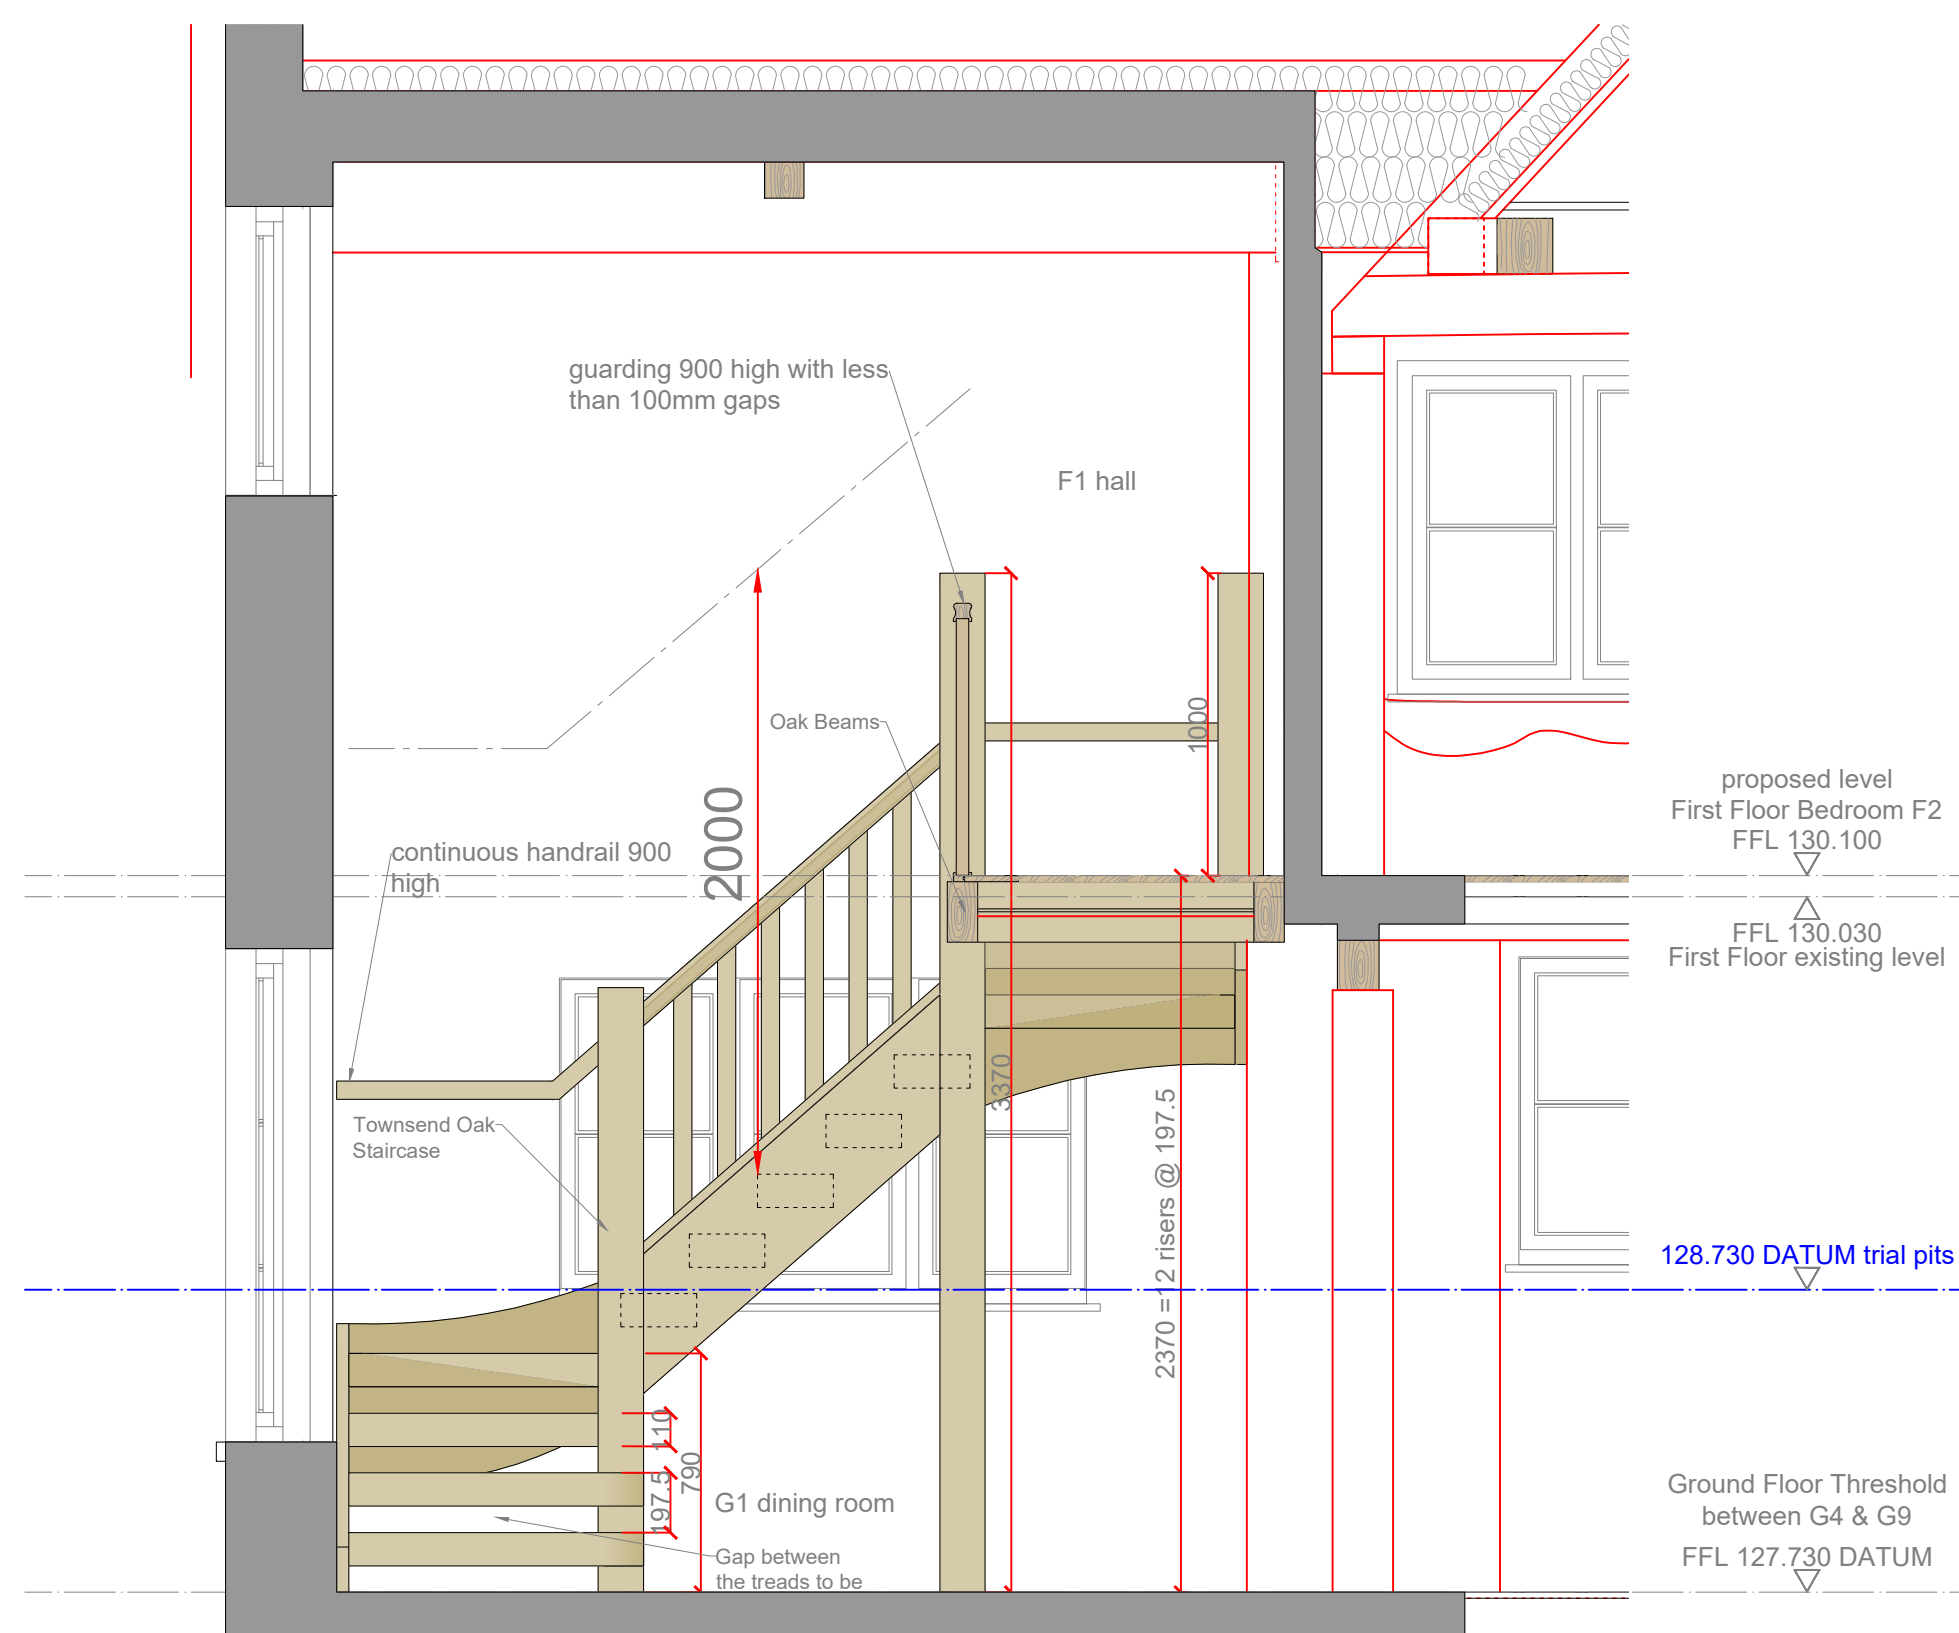 guarding 900 high with less
than 100mm gaps
F1 hall
Oak Beams
1000
2000
continuous handrail 900
high
proposed level
First Floor Bedroom F2
FFL 130.100
FFL 130.030
First Floor existing level
Townsend Oak
Staircase
3370
2370 =12 risers @ 197.5
128.730 DATUM trial pits
110
790
197.5
G1 dining room
Gap between
the treads to be
Ground Floor Threshold
between G4 & G9
FFL 127.730 DATUM